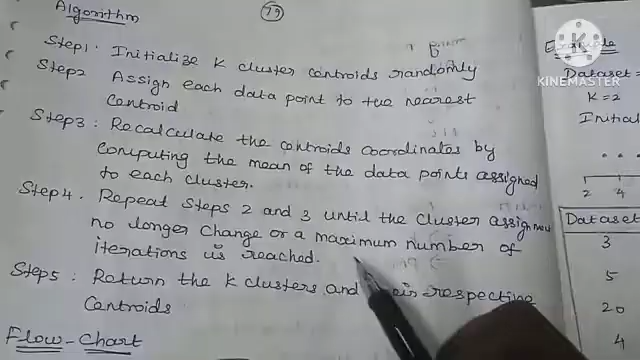 Algorithm
79
Step1. Initialize K cluster centroids randomly
Step2 Assign each data point to the nearest
Centroid
Step3: Recalculate the Centroids Coordinates by
Computing the mean of the data points assigned
to each cluster.
Step4. Repeat Steps 2 and 3 until the Cluster assignment
no longer change or a maximum number of
iterations is reached.
Step5: Return the K clusters and their respective
Centroids
Flow-Chart
Example
KINEMASTER
Dataset =
K=2
Initial
2 4
Dataset
3
5
20
4